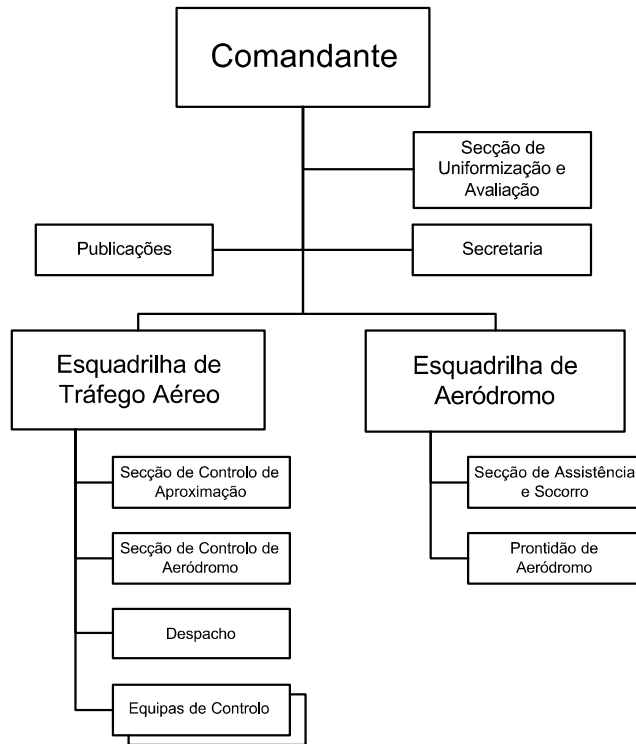 Comandante
Secção de
Uniformização e
Avaliação
Publicações
Secretaria
Esquadrilha de
Tráfego Aéreo
Esquadrilha de
Aeródromo
Secção de Controlo de
Aproximação
Secção de Controlo de
Aeródromo
Despacho
Equipas de Controlo
Secção de Assistência
e Socorro
Prontidão de
Aeródromo